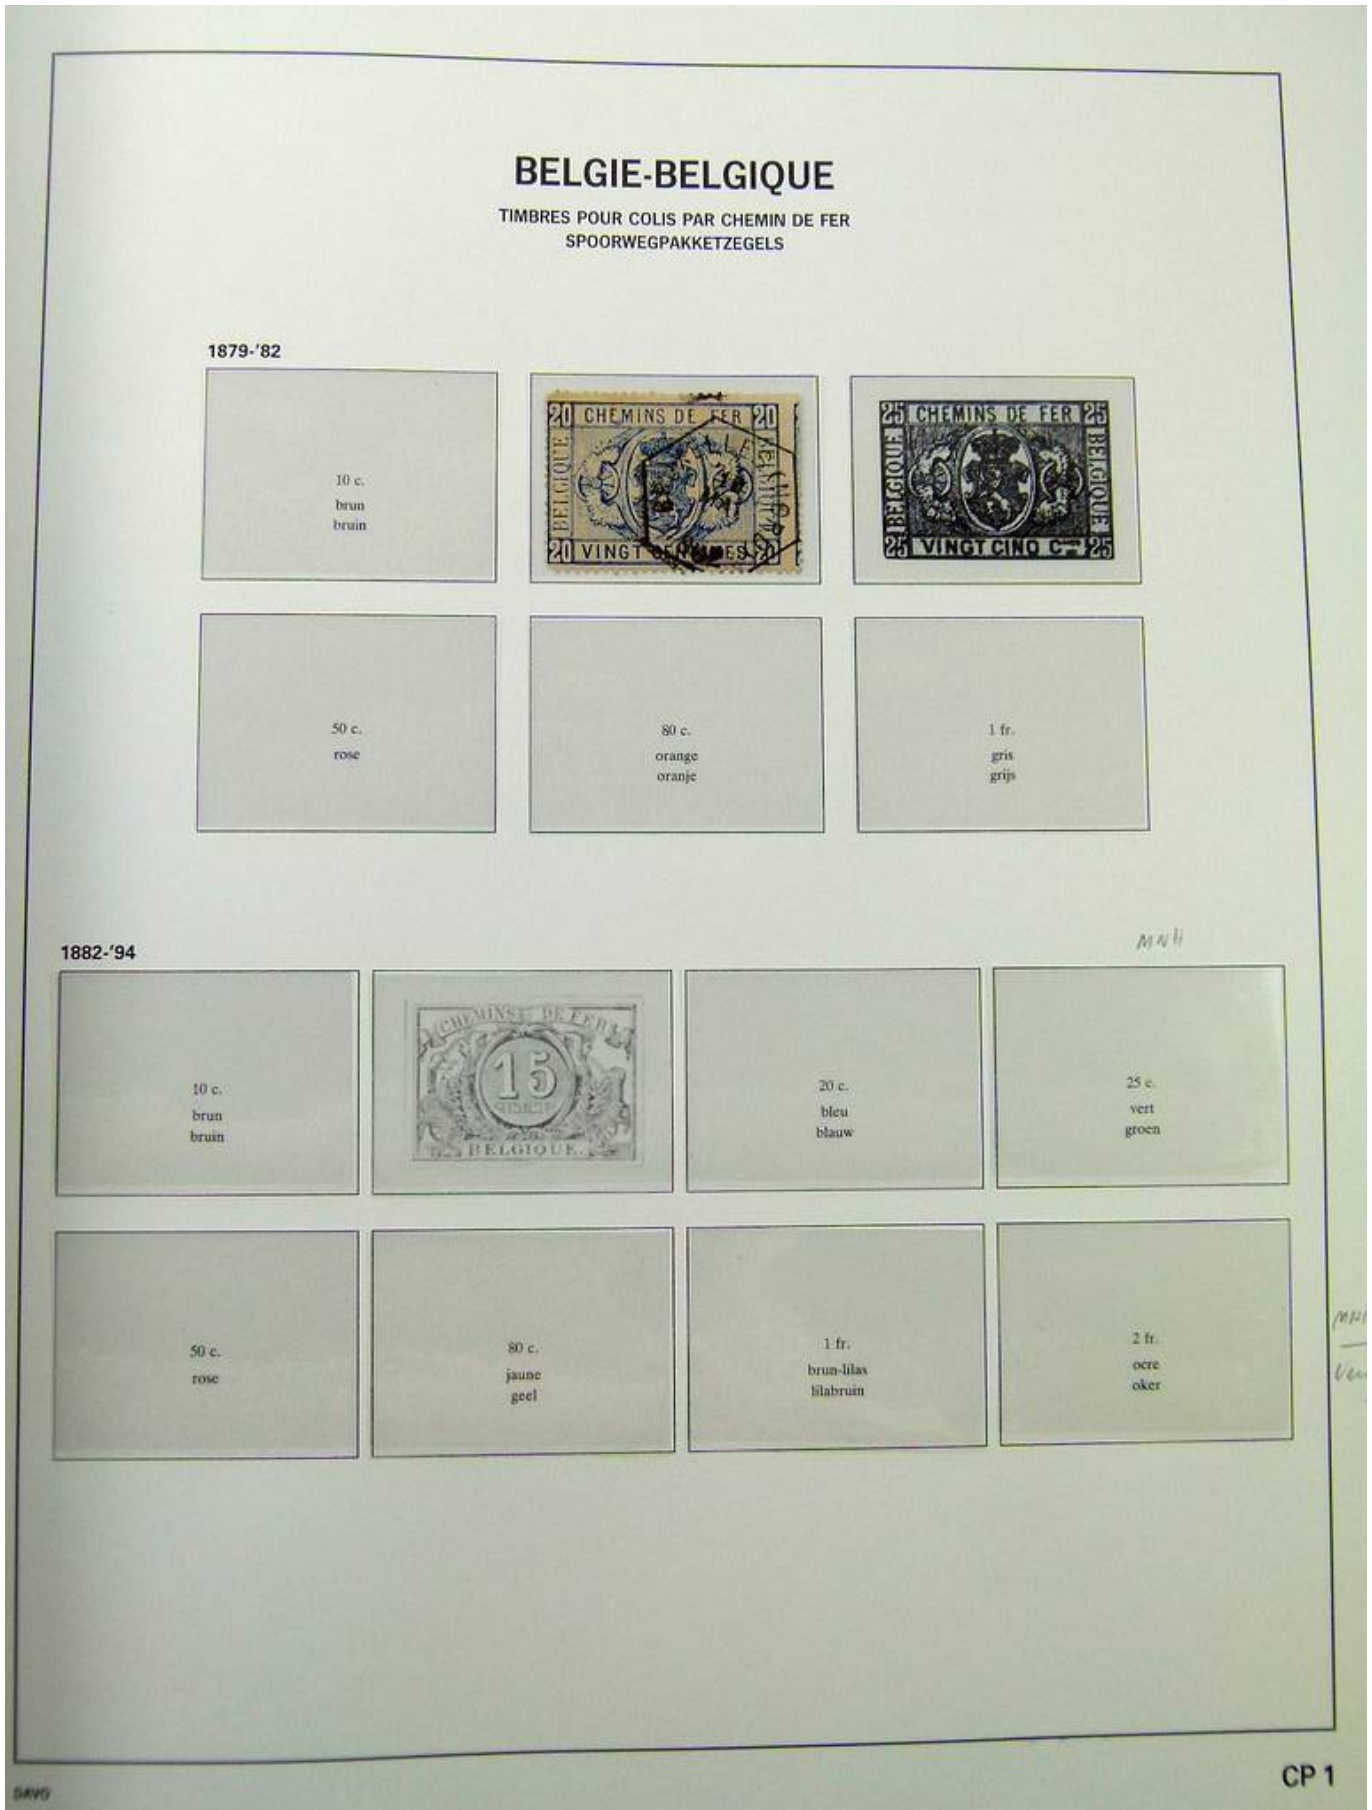 BELGIE-BELGIQUE
TIMBRES POUR COLIS PAR CHEMIN DE FER
SPOORWEGPAKKETZEGELS
1879-'82
10 c.
brun
bruin
20 CHEMINS DE FER 20
BELGIQUE
20 VINGT CENTIMES 20
25 CHEMINS DE FER 25
BELGIQUE
BELGIQUE
25 VINGT CINQ Cmes 25
50 c.
rose
80 c.
orange
oranje
1 fr.
gris
grijs
MNH
1882-'94
10 c.
brun
bruin
CHEMINS DE FER
15
BELGIQUE.
20 c.
bleu
blauw
25 c.
vert
groen
50 c.
rose
80 c.
jaune
geel
1 fr.
brun-lilas
lilabruin
2 fr.
ocre
oker
DAVO
CP 1